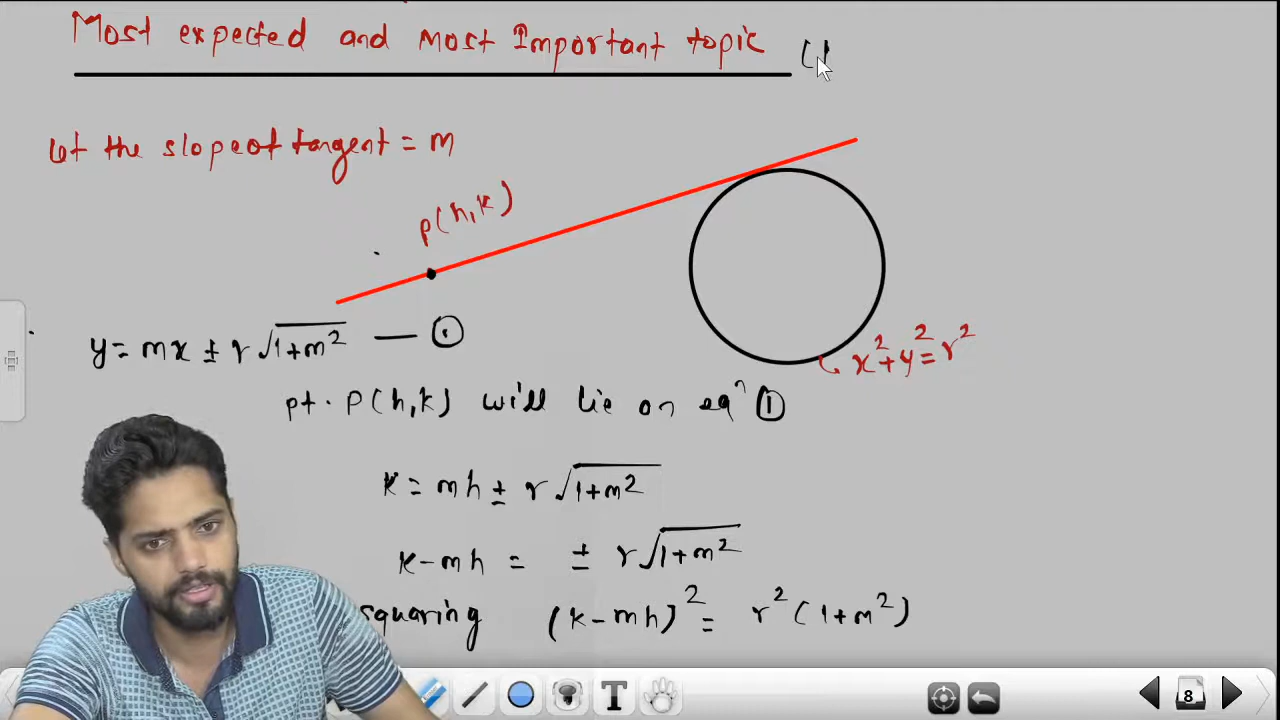 Most expected and most Important topic (1
Let the slope of tangent = m
P(h,k)
y = mx ± r√1+m² — ①
x²+y²=r²
pt. P(h,k) will lie on eqⁿ ①
k = mh ± r√1+m²
k-mh = ± r√1+m²
squaring (k-mh)² = r²(1+m²)
T
8